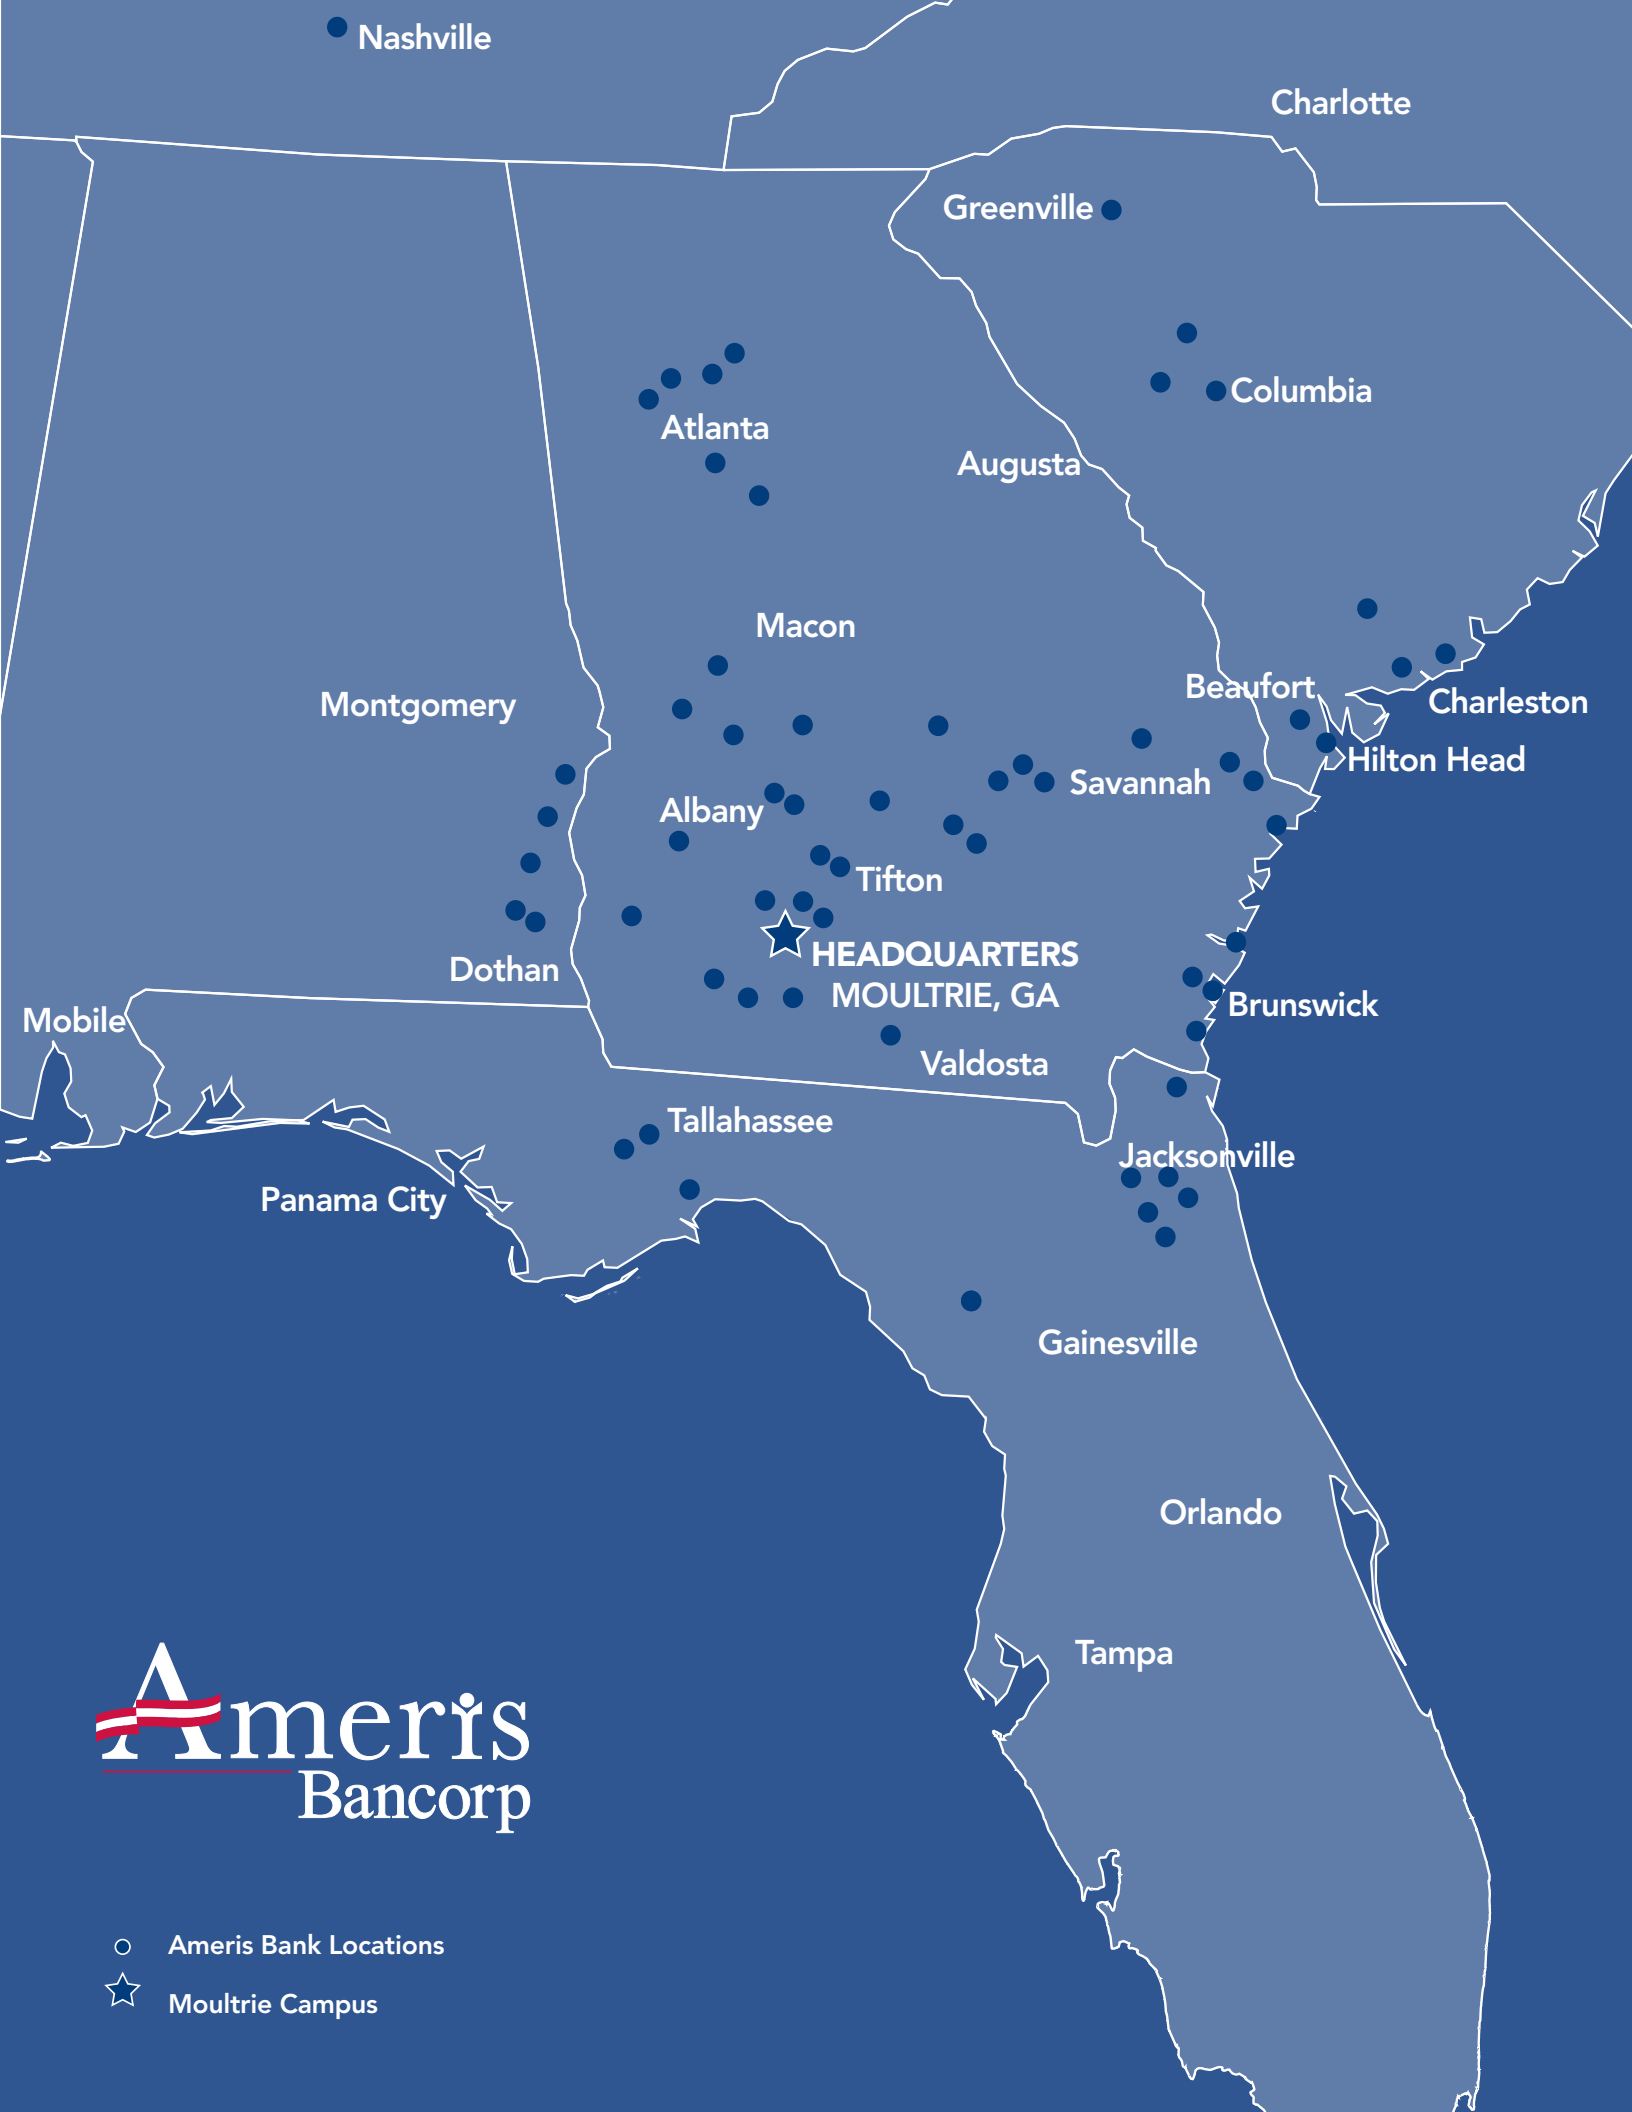 Nashville
Charlotte
Greenville
Columbia
Atlanta
Augusta
Macon
Beaufort
Charleston
Montgomery
Hilton Head
Savannah
Albany
Tifton
HEADQUARTERS
MOULTRIE, GA
Dothan
Brunswick
Mobile
Valdosta
Tallahassee
Jacksonville
Panama City
Gainesville
Orlando
Tampa
Ameris
Bancorp
Ameris Bank Locations
Moultrie Campus